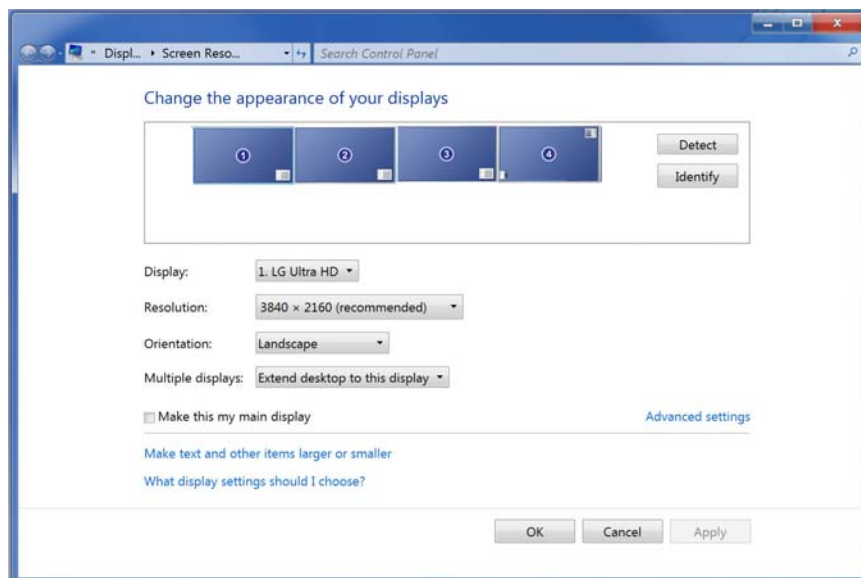 Displ... Screen Reso... Search Control Panel
Change the appearance of your displays
1 2 3 4
Detect
Identify
Display: 1. LG Ultra HD
Resolution: 3840 × 2160 (recommended)
Orientation: Landscape
Multiple displays: Extend desktop to this display
Make this my main display Advanced settings
Make text and other items larger or smaller
What display settings should I choose?
OK Cancel Apply